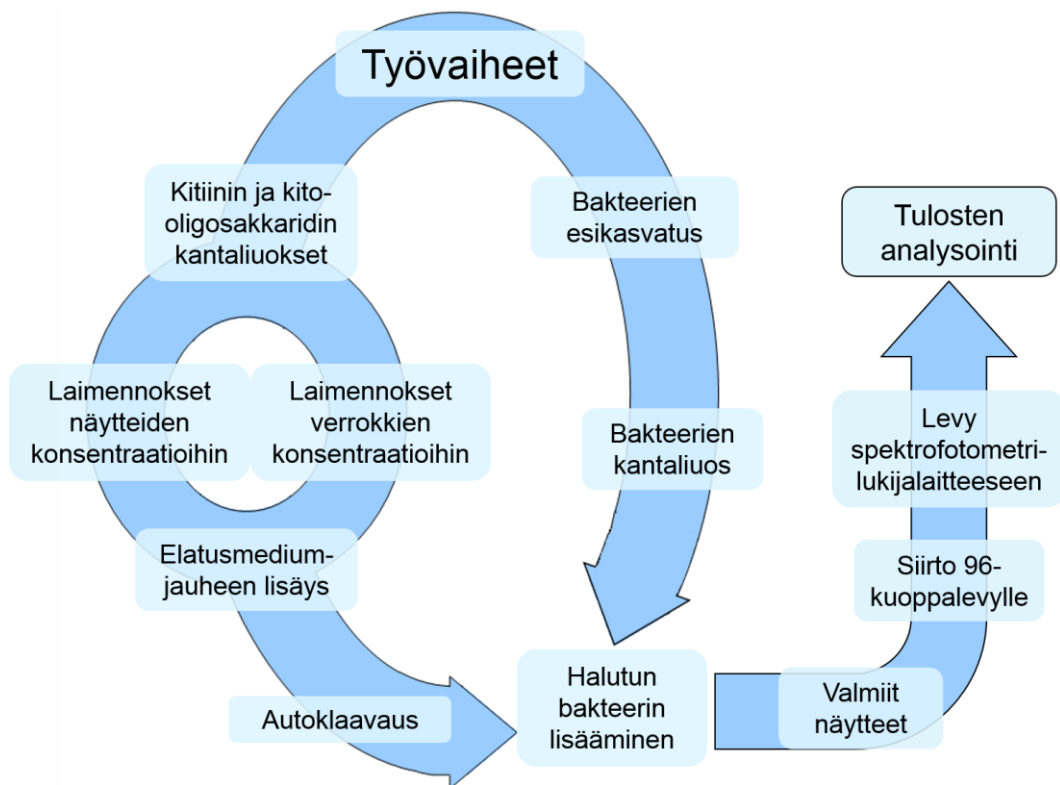 Työvaiheet
Kitiinin ja kito-
oligosakkaridin
kantaliuokset
Laimennokset
näytteiden
konsentraatioihin
Laimennokset
verrokkien
konsentraatioihin
Elatusmedium-
jauheen lisäys
Autoklaavaus
Bakteerien
esikasvatus
Bakteerien
kantaliuos
Halutun
bakteerin
lisääminen
Valmiit
näytteet
Siirto 96-
kuoppalevylle
Levy
spektrofotometri-
lukijalaitteeseen
Tulosten
analysointi